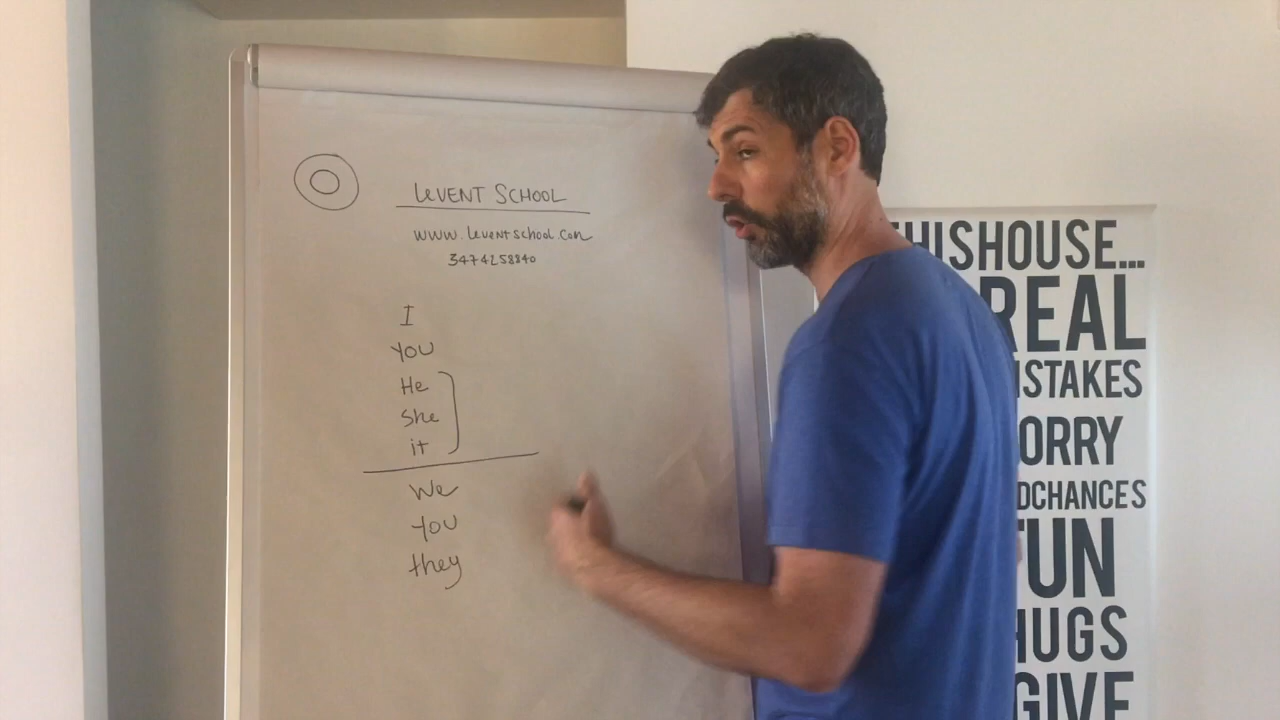 LEVENT SCHOOL
www.leventschool.com
3474258840
I
YOU
He
She
it
We
you
they
HISHOUSE...
REAL
ISTAKES
ORRY
DCHANCES
FUN
HUGS
GIVE